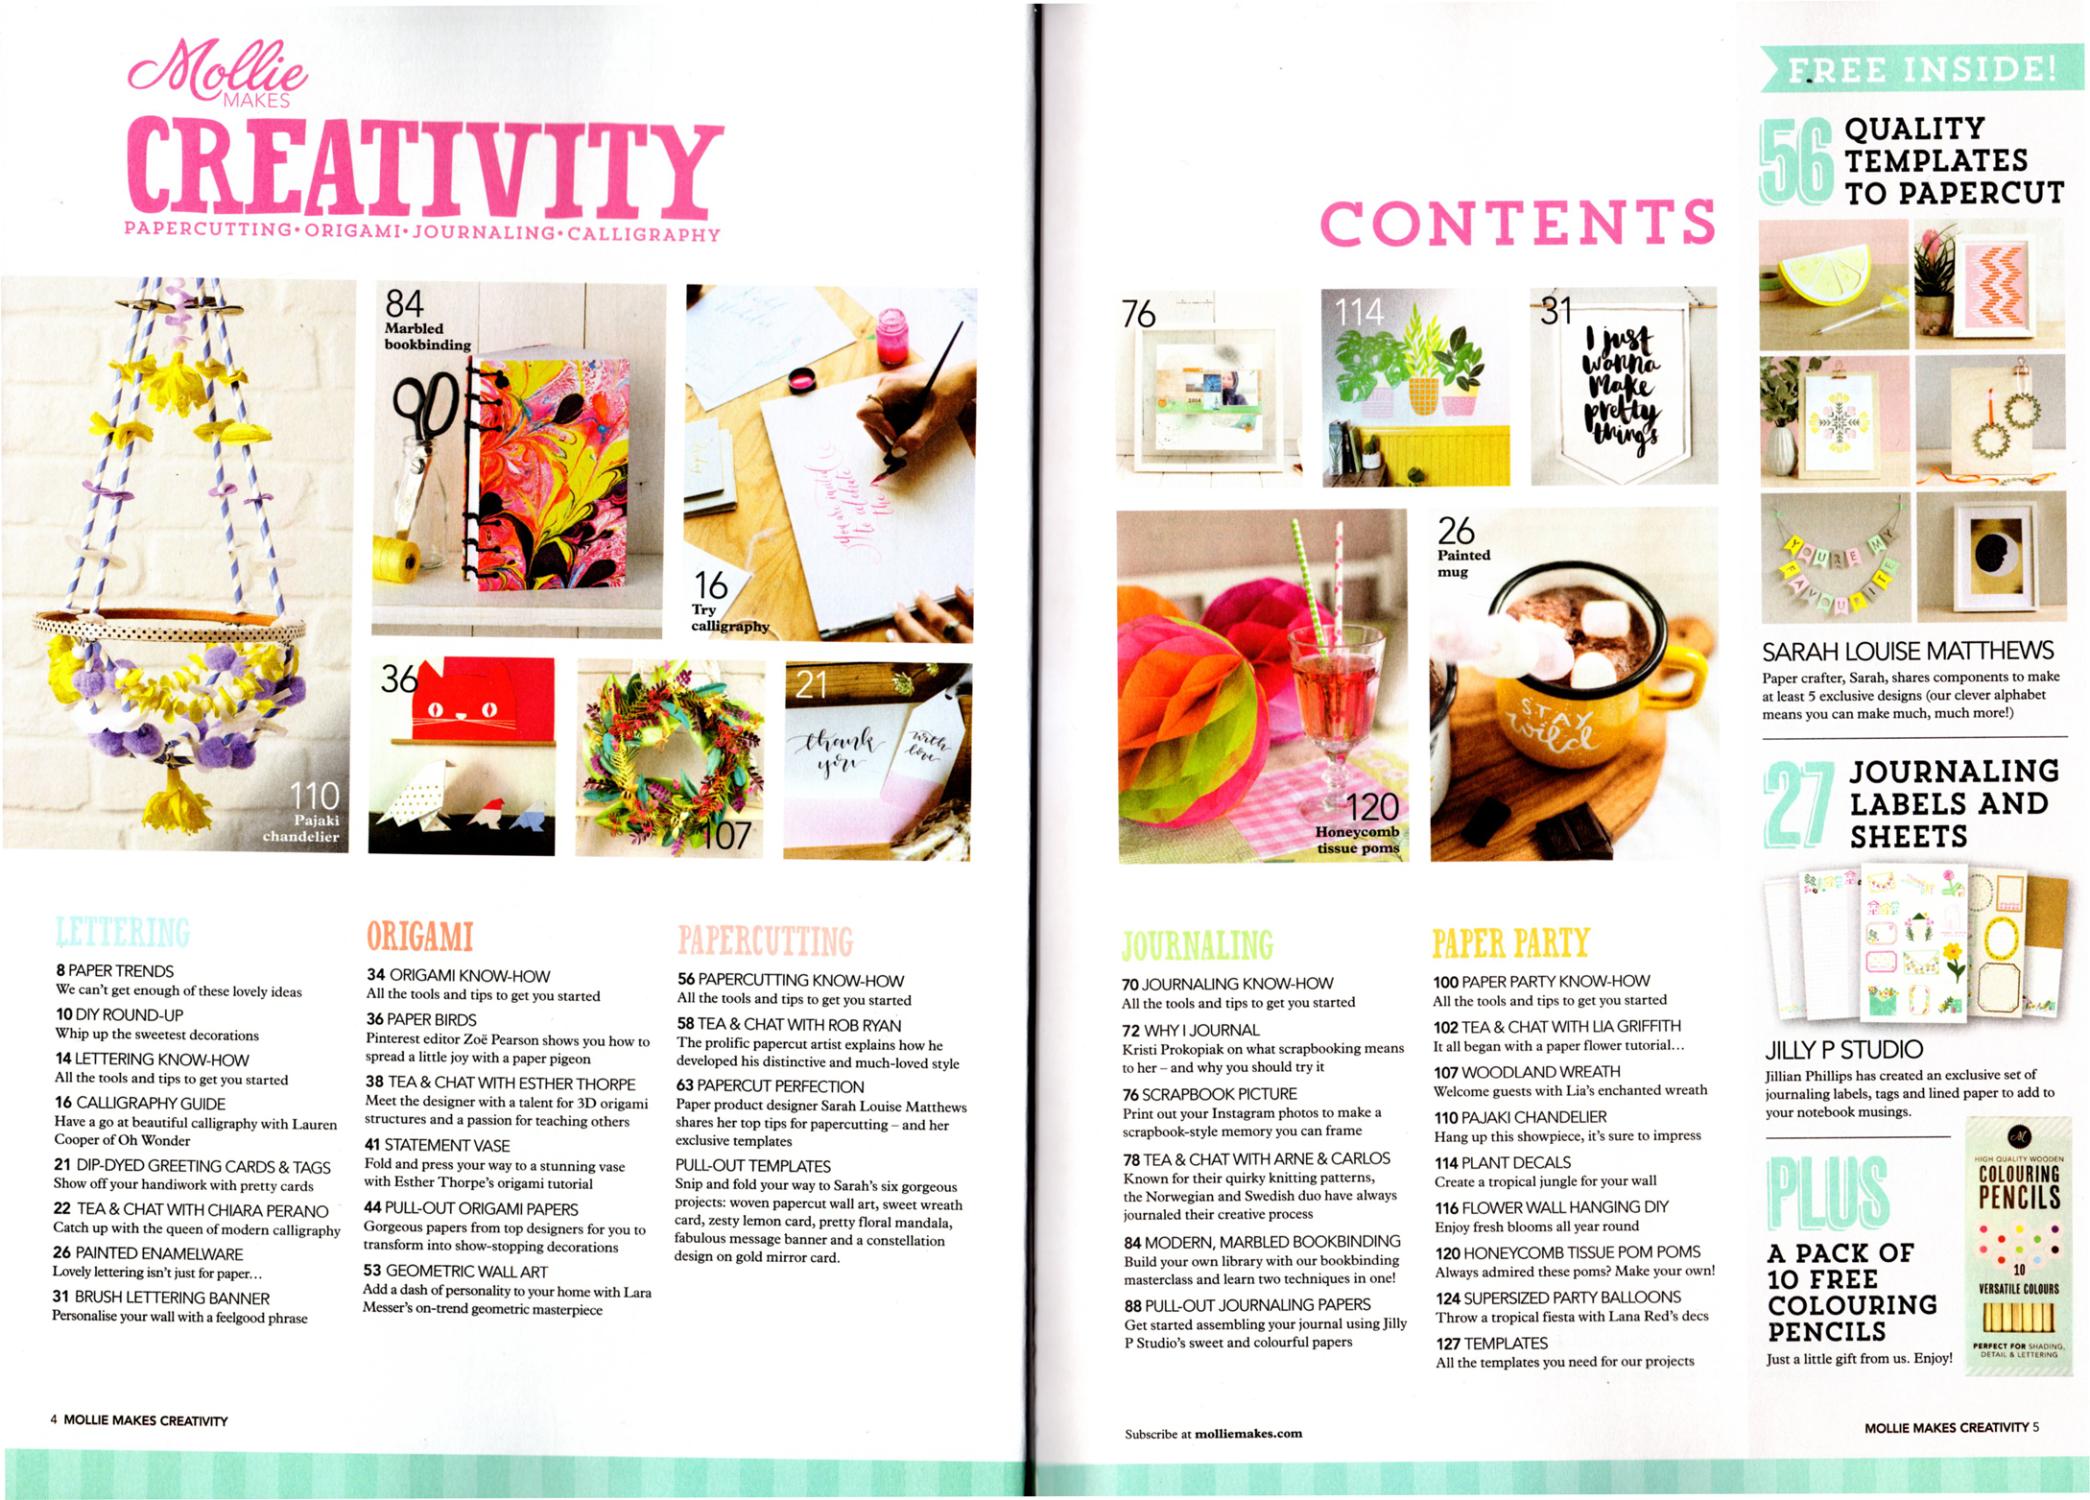 Mollie
MAKES
CREATIVITY
PAPERCUTTING • ORIGAMI • JOURNALING • CALLIGRAPHY
84
Marbled
bookbinding
16
Try
calligraphy
110
Pajaki
chandelier
36
107
21
thank
you
with
love
LETTERING
8 PAPER TRENDS
We can't get enough of these lovely ideas
10 DIY ROUND-UP
Whip up the sweetest decorations
14 LETTERING KNOW-HOW
All the tools and tips to get you started
16 CALLIGRAPHY GUIDE
Have a go at beautiful calligraphy with Lauren
Cooper of Oh Wonder
21 DIP-DYED GREETING CARDS & TAGS
Show off your handiwork with pretty cards
22 TEA & CHAT WITH CHIARA PERANO
Catch up with the queen of modern calligraphy
26 PAINTED ENAMELWARE
Lovely lettering isn't just for paper...
31 BRUSH LETTERING BANNER
Personalise your wall with a feelgood phrase
ORIGAMI
34 ORIGAMI KNOW-HOW
All the tools and tips to get you started
36 PAPER BIRDS
Pinterest editor Zoë Pearson shows you how to
spread a little joy with a paper pigeon
38 TEA & CHAT WITH ESTHER THORPE
Meet the designer with a talent for 3D origami
structures and a passion for teaching others
41 STATEMENT VASE
Fold and press your way to a stunning vase
with Esther Thorpe's origami tutorial
44 PULL-OUT ORIGAMI PAPERS
Gorgeous papers from top designers for you to
transform into show-stopping decorations
53 GEOMETRIC WALL ART
Add a dash of personality to your home with Lara
Messer's on-trend geometric masterpiece
PAPERCUTTING
56 PAPERCUTTING KNOW-HOW
All the tools and tips to get you started
58 TEA & CHAT WITH ROB RYAN
The prolific papercut artist explains how he
developed his distinctive and much-loved style
63 PAPERCUT PERFECTION
Paper product designer Sarah Louise Matthews
shares her top tips for papercutting – and her
exclusive templates
PULL-OUT TEMPLATES
Snip and fold your way to Sarah's six gorgeous
projects: woven papercut wall art, sweet wreath
card, zesty lemon card, pretty floral mandala,
fabulous message banner and a constellation
design on gold mirror card.
4 MOLLIE MAKES CREATIVITY
CONTENTS
76
114
31
I just
wanna
make
pretty
things
120
Honeycomb
tissue poms
26
Painted
mug
STAY
wild
JOURNALING
70 JOURNALING KNOW-HOW
All the tools and tips to get you started
72 WHY I JOURNAL
Kristi Prokopiak on what scrapbooking means
to her – and why you should try it
76 SCRAPBOOK PICTURE
Print out your Instagram photos to make a
scrapbook-style memory you can frame
78 TEA & CHAT WITH ARNE & CARLOS
Known for their quirky knitting patterns,
the Norwegian and Swedish duo have always
journaled their creative process
84 MODERN, MARBLED BOOKBINDING
Build your own library with our bookbinding
masterclass and learn two techniques in one!
88 PULL-OUT JOURNALING PAPERS
Get started assembling your journal using Jilly
P Studio's sweet and colourful papers
PAPER PARTY
100 PAPER PARTY KNOW-HOW
All the tools and tips to get you started
102 TEA & CHAT WITH LIA GRIFFITH
It all began with a paper flower tutorial...
107 WOODLAND WREATH
Welcome guests with Lia's enchanted wreath
110 PAJAKI CHANDELIER
Hang up this showpiece, it's sure to impress
114 PLANT DECALS
Create a tropical jungle for your wall
116 FLOWER WALL HANGING DIY
Enjoy fresh blooms all year round
120 HONEYCOMB TISSUE POM POMS
Always admired these poms? Make your own!
124 SUPERSIZED PARTY BALLOONS
Throw a tropical fiesta with Lana Red's decs
127 TEMPLATES
All the templates you need for our projects
Subscribe at molliemakes.com
FREE INSIDE!
56 QUALITY
TEMPLATES
TO PAPERCUT
YOU'RE MY
FAVOURITE
SARAH LOUISE MATTHEWS
Paper crafter, Sarah, shares components to make
at least 5 exclusive designs (our clever alphabet
means you can make much, much more!)
27 JOURNALING
LABELS AND
SHEETS
JILLY P STUDIO
Jillian Phillips has created an exclusive set of
journaling labels, tags and lined paper to add to
your notebook musings.
PLUS
A PACK OF
10 FREE
COLOURING
PENCILS
Just a little gift from us. Enjoy!
HIGH QUALITY WOODEN
COLOURING
PENCILS
10
VERSATILE COLOURS
PERFECT FOR SHADING,
DETAIL & LETTERING
MOLLIE MAKES CREATIVITY 5